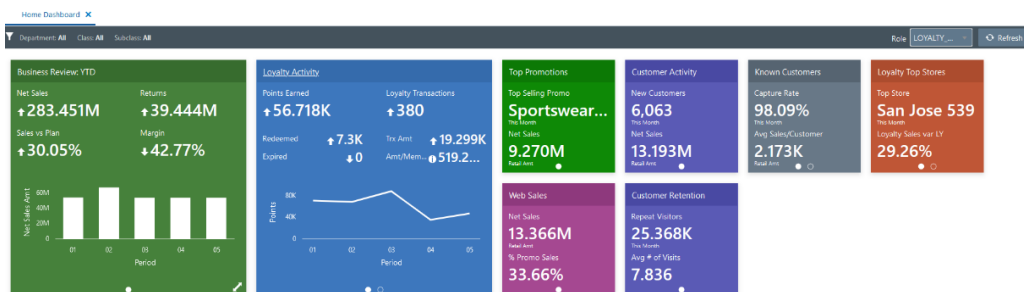 Home Dashboard ×
Department: All Class: All Subclass: All
Role LOYALTY_... Refresh
Business Review: YTD
Net Sales Returns
283.451M 39.444M
Sales vs Plan Margin
30.05% 42.77%
Net Sales Amt
60M
40M
20M
0
01 02 03 04 05
Period
Loyalty Activity
Points Earned Loyalty Transactions
56.718K 380
Redeemed 7.3K Trx Amt 19.299K
Expired 0 Amt/Mem... 519.2...
Points
80K
40K
0
01 02 03 04 05
Period
Top Promotions
Top Selling Promo
Sportswear...
This Month
Net Sales
9.270M
Retail Amt
Customer Activity
New Customers
6,063
This Month
Net Sales
13.193M
Retail Amt
Known Customers
Capture Rate
98.09%
This Month
Avg Sales/Customer
2.173K
Retail Amt
Loyalty Top Stores
Top Store
San Jose 539
This Month
Loyalty Sales var LY
29.26%
Web Sales
Net Sales
13.366M
Retail Amt
% Promo Sales
33.66%
Customer Retention
Repeat Visitors
25.368K
This Month
Avg # of Visits
7.836